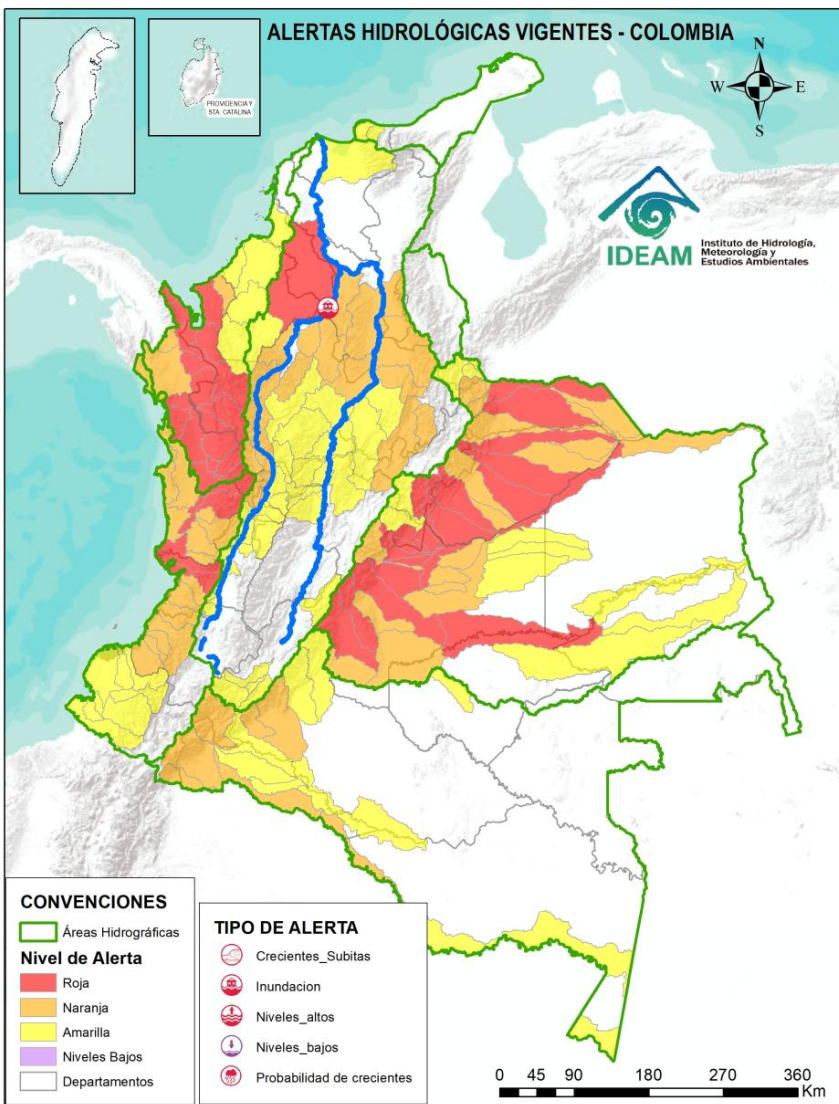 ALERTAS HIDROLÓGICAS VIGENTES - COLOMBIA
PROVIDENCIA Y
STA. CATALINA
N
W
E
S
IDEAM
Instituto de Hidrología,
Meteorología y
Estudios Ambientales
CONVENCIONES
Áreas Hidrográficas
Nivel de Alerta
Roja
Naranja
Amarilla
Niveles Bajos
Departamentos
TIPO DE ALERTA
Crecientes_Subitas
Inundacion
Niveles_altos
Niveles_bajos
Probabilidad de crecientes
0 45 90 180 270 360
Km